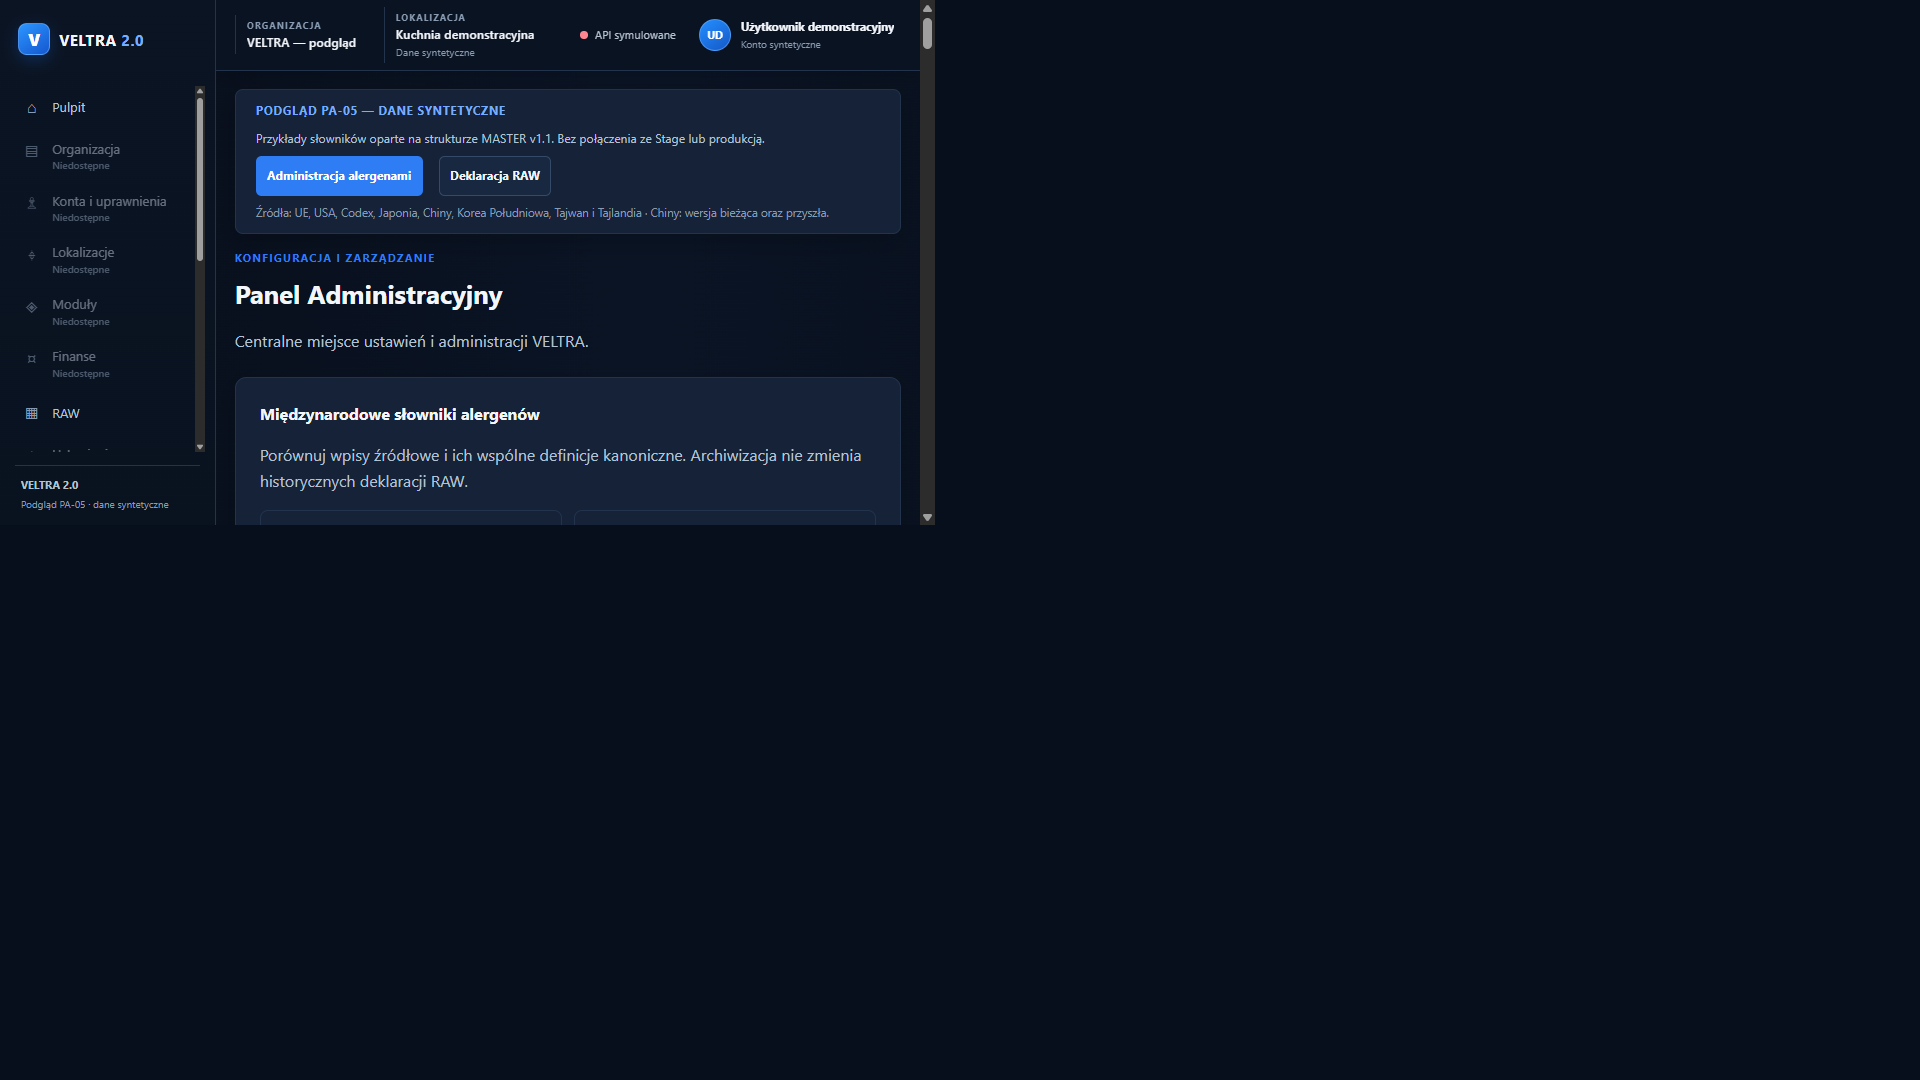 V VELTRA 2.0
Pulpit
Organizacja
Niedostępne
Konta i uprawnienia
Niedostępne
Lokalizacje
Niedostępne
Moduły
Niedostępne
Finanse
Niedostępne
RAW
VELTRA 2.0
Podgląd PA-05 · dane syntetyczne
ORGANIZACJA
VELTRA — podgląd
LOKALIZACJA
Kuchnia demonstracyjna
Dane syntetyczne
API symulowane
UD
Użytkownik demonstracyjny
Konto syntetyczne
PODGLĄD PA-05 — DANE SYNTETYCZNE
Przykłady słowników oparte na strukturze MASTER v1.1. Bez połączenia ze Stage lub produkcją.
Administracja alergenami
Deklaracja RAW
Źródła: UE, USA, Codex, Japonia, Chiny, Korea Południowa, Tajwan i Tajlandia · Chiny: wersja bieżąca oraz przyszła.
KONFIGURACJA I ZARZĄDZANIE
Panel Administracyjny
Centralne miejsce ustawień i administracji VELTRA.
Międzynarodowe słowniki alergenów
Porównuj wpisy źródłowe i ich wspólne definicje kanoniczne. Archiwizacja nie zmienia
historycznych deklaracji RAW.